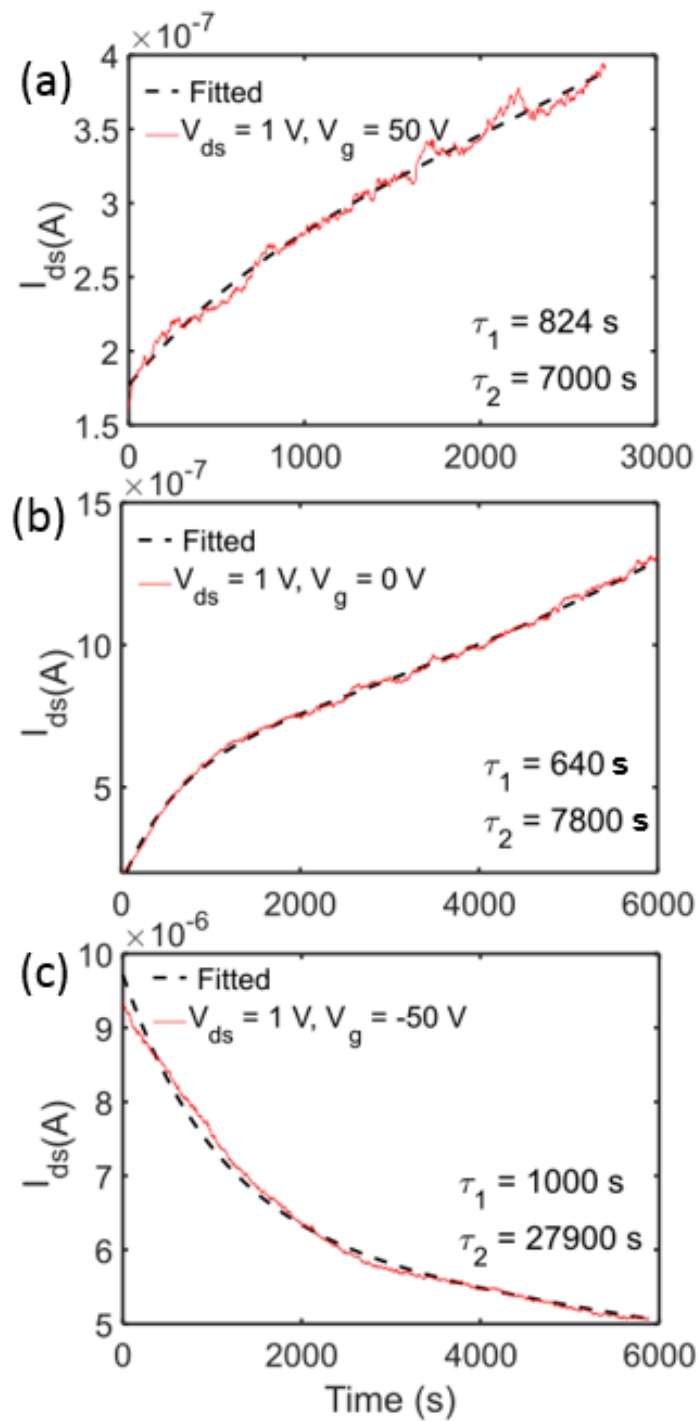 ×10⁻⁷
(a)
4
3.5
3
2.5
2
1.5
I_ds(A)
Fitted
V_ds = 1 V, V_g = 50 V
τ₁ = 824 s
τ₂ = 7000 s
0 1000 2000 3000
×10⁻⁷
(b)
15
10
5
I_ds(A)
Fitted
V_ds = 1 V, V_g = 0 V
τ₁ = 640 s
τ₂ = 7800 s
0 2000 4000 6000
×10⁻⁶
(c)
10
9
8
7
6
5
I_ds(A)
Fitted
V_ds = 1 V, V_g = -50 V
τ₁ = 1000 s
τ₂ = 27900 s
0 2000 4000 6000
Time (s)